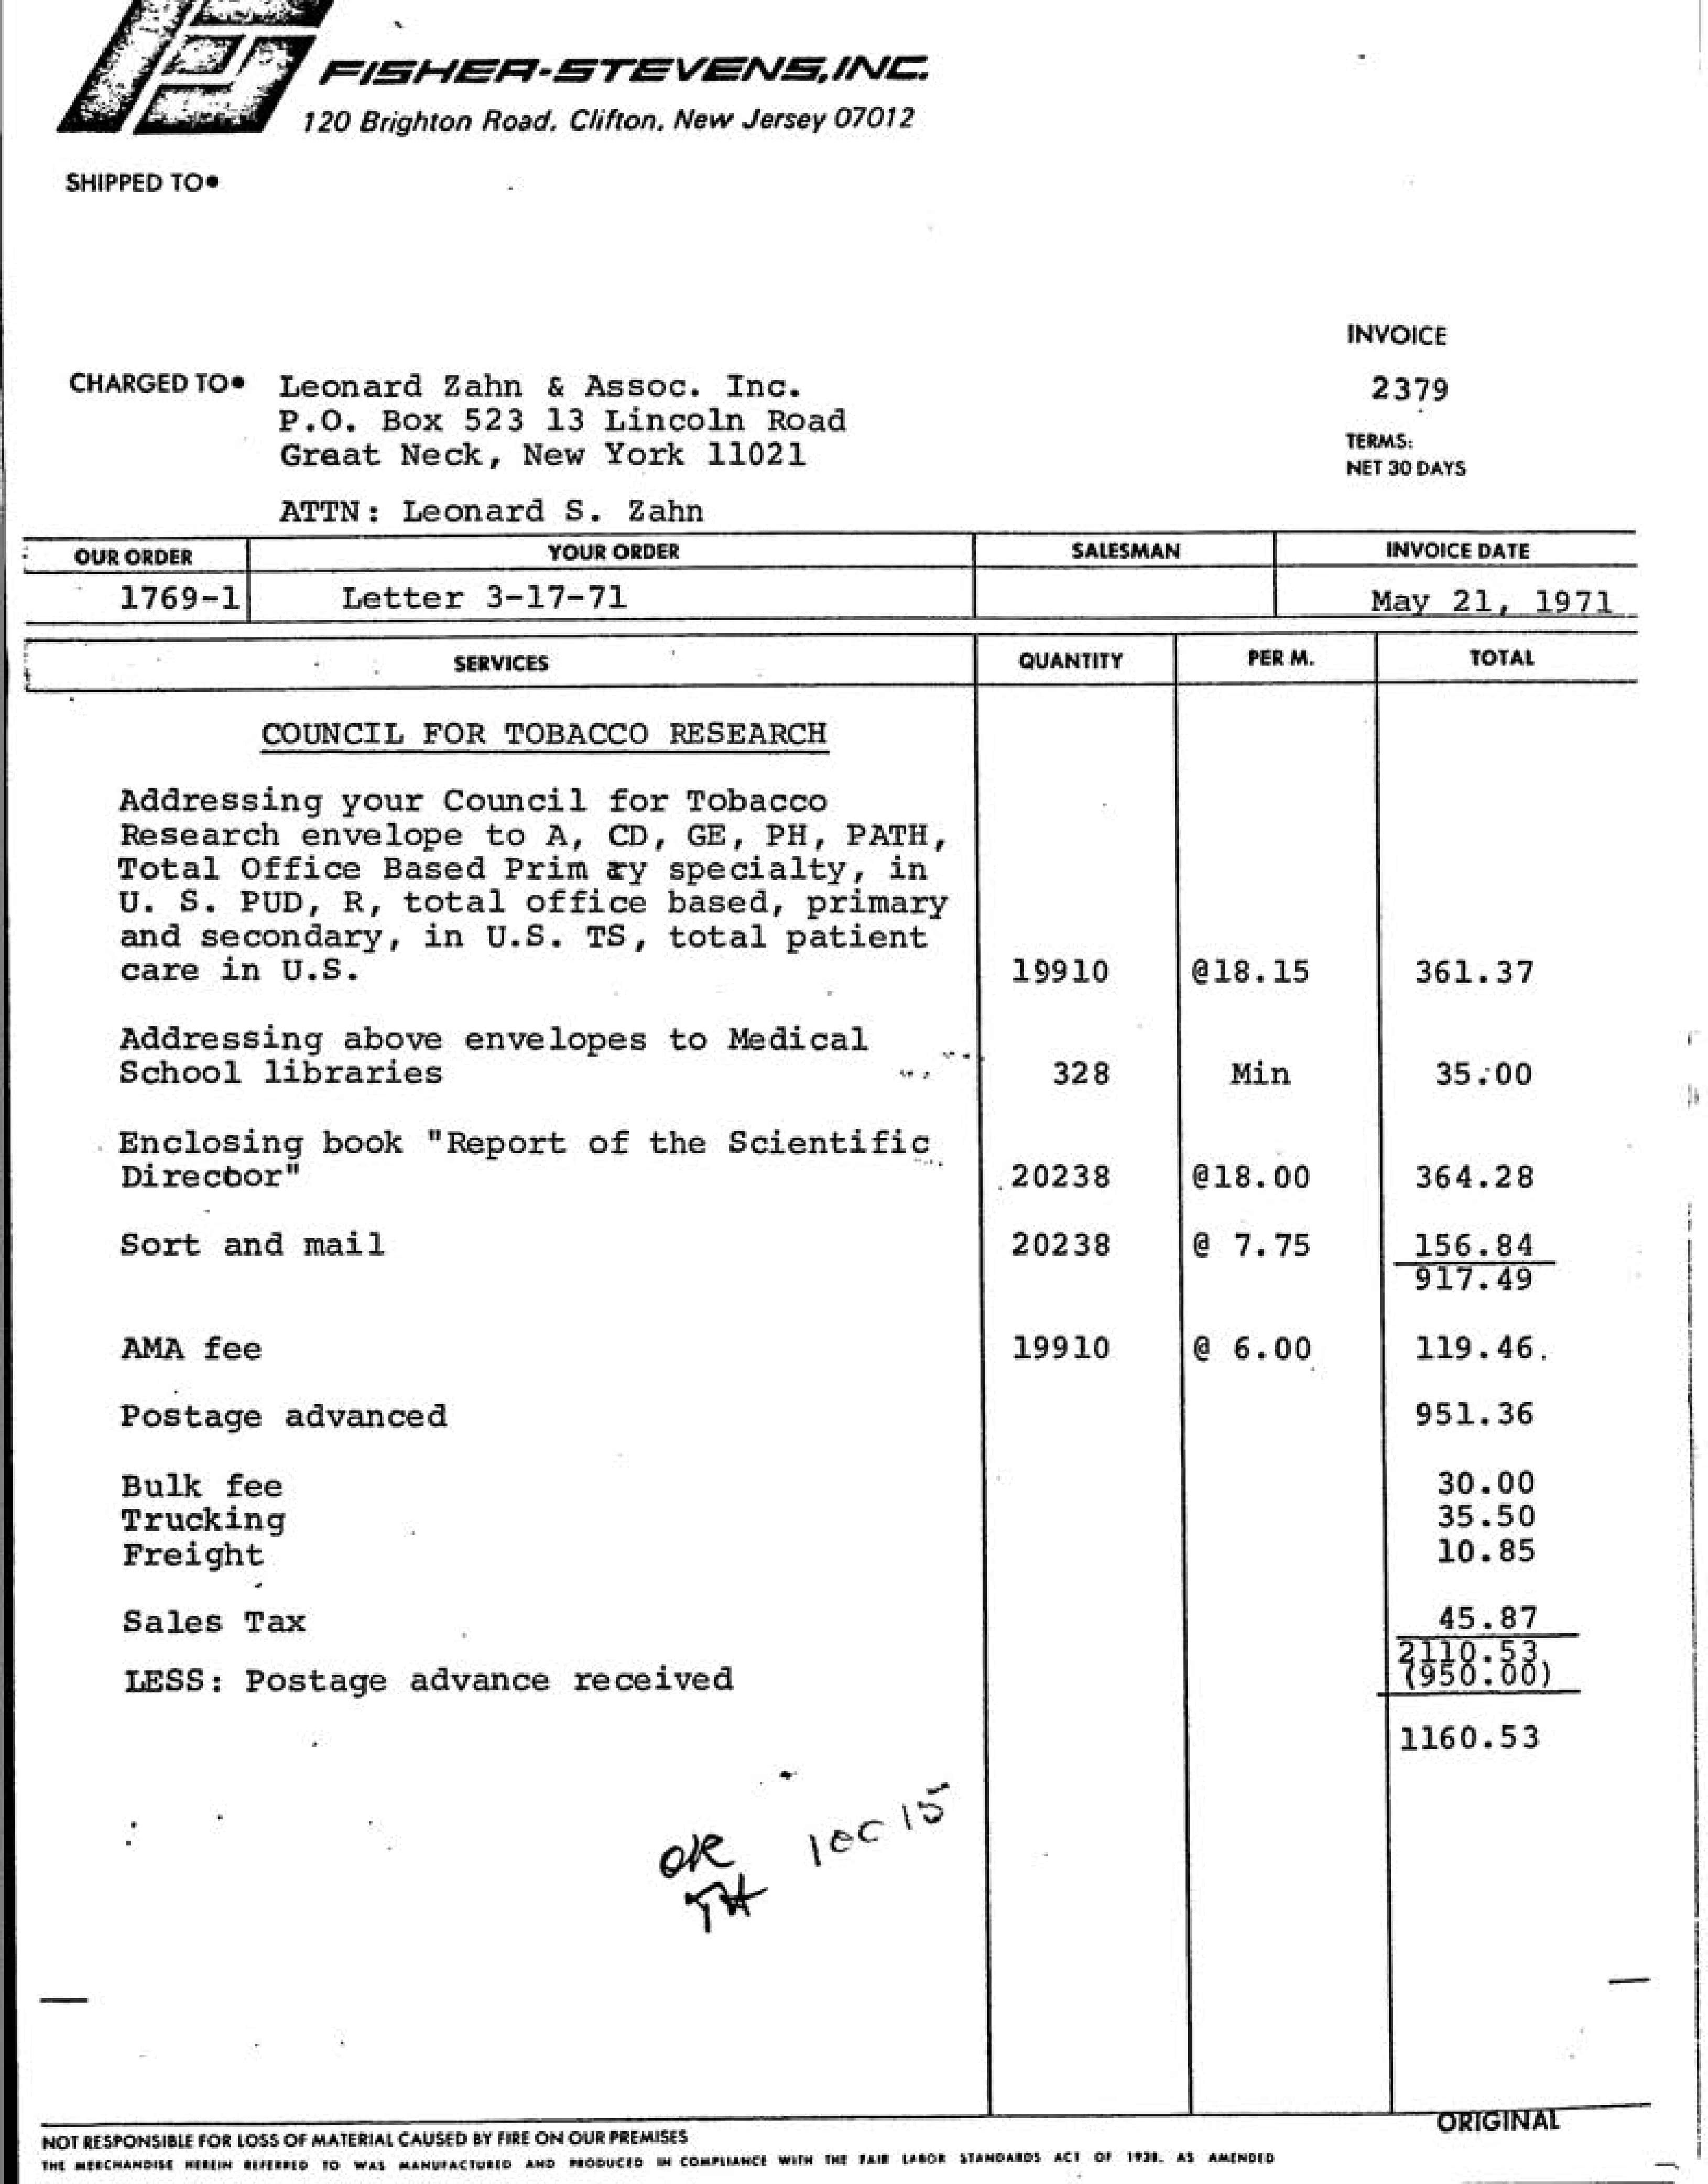 FISHER-STEVENS, INC.
120 Brighton Road, Clifton, New Jersey 07012
SHIPPED TO•
INVOICE
CHARGED TO• Leonard Zahn & Assoc. Inc. 2379
P.O. Box 523 13 Lincoln Road
TERMS:
Great Neck, New York 11021
NET 30 DAYS
ATTN: Leonard S. Zahn
OUR ORDER YOUR ORDER SALESMAN INVOICE DATE
1769-1 Letter 3-17-71 May 21, 1971
SERVICES QUANTITY PER M. TOTAL
COUNCIL FOR TOBACCO RESEARCH
Addressing your Council for Tobacco
Research envelope to A, CD, GE, PH, PATH,
Total Office Based Prim ry specialty, in
U. S. PUD, R, total office based, primary
and secondary, in U.S. TS, total patient
care in U.S. 19910 @18.15 361.37
Addressing above envelopes to Medical
School libraries 328 Min 35.00
Enclosing book "Report of the Scientific
Director" 20238 @18.00 364.28
Sort and mail 20238 @ 7.75 156.84
917.49
AMA fee 19910 @ 6.00 119.46.
Postage advanced 951.36
Bulk fee 30.00
Trucking 35.50
Freight 10.85
Sales Tax 45.87
2110.53
LESS: Postage advance received (950.00)
1160.53
OK
15
NOT RESPONSIBLE FOR LOSS OF MATERIAL CAUSED BY FIRE ON OUR PREMISES
ORIGINAL
THE MERCHANDISE HEREIN REFERRED TO WAS MANUFACTURED AND PRODUCED IN COMPLIANCE WITH THE FAIR LABOR STANDARDS ACT OF 1938. AS AMENDED